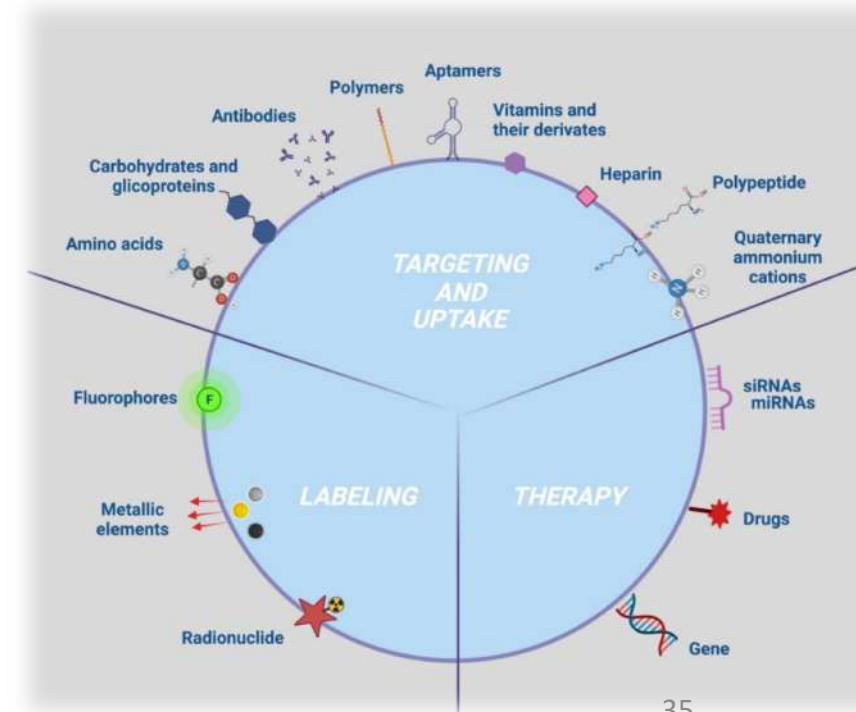 Aptamers
Polymers
Vitamins and
their derivates
Antibodies
Heparin
Polypeptide
Carbohydrates and
glicoproteins
Amino acids
Quaternary
ammonium
cations
TARGETING
AND
UPTAKE
Fluorophores
F
siRNAs
miRNAs
LABELING
THERAPY
Metallic
elements
Drugs
Radionuclide
Gene
35